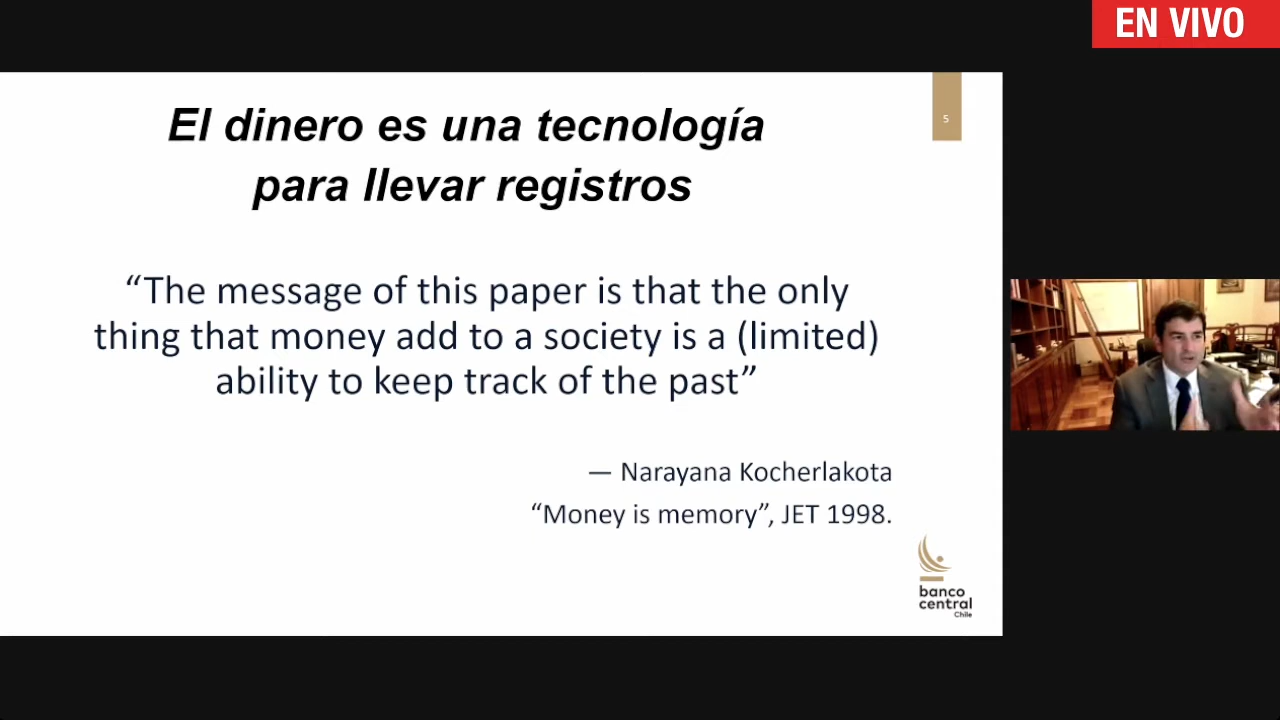 EN VIVO
5
El dinero es una tecnología
para llevar registros
“The message of this paper is that the only
thing that money add to a society is a (limited)
ability to keep track of the past”
— Narayana Kocherlakota
“Money is memory”, JET 1998.
banco
central
Chile